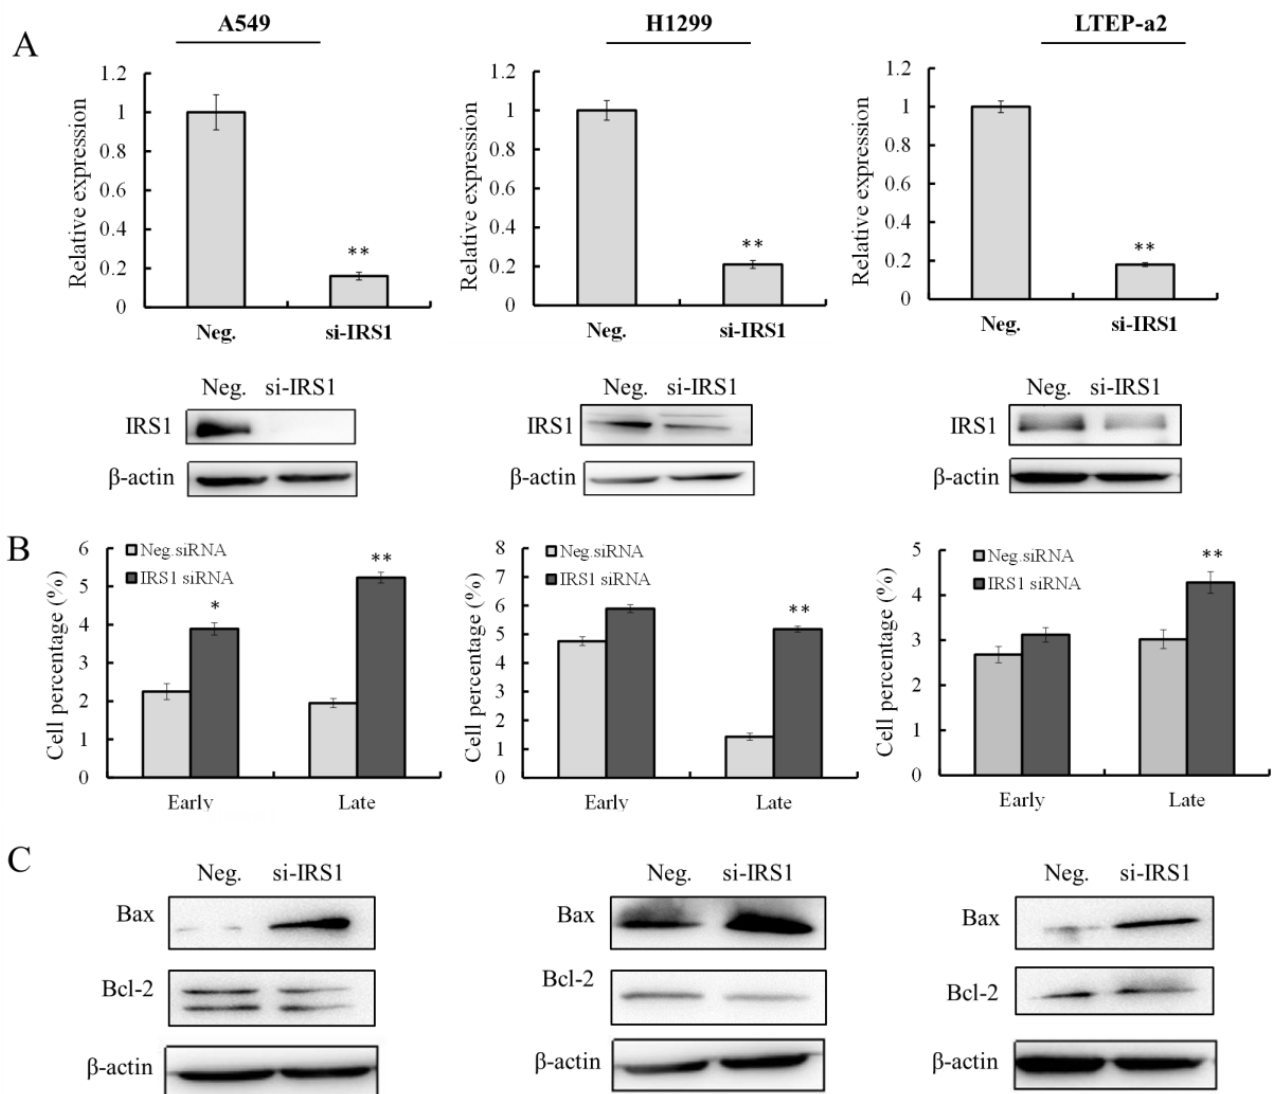 A
A549
H1299
LTEP-a2
Relative expression
1.2
1
0.8
0.6
0.4
0.2
0
**
Neg.
si-IRS1
Relative expression
1.2
1
0.8
0.6
0.4
0.2
0
**
Neg.
si-IRS1
Relative expression
1.2
1
0.8
0.6
0.4
0.2
0
**
Neg.
si-IRS1
Neg. si-IRS1
IRS1
β-actin
Neg. si-IRS1
IRS1
β-actin
Neg. si-IRS1
IRS1
β-actin
B
Cell percentage (%)
6
5
4
3
2
1
0
Neg.siRNA
IRS1 siRNA
*
**
Early
Late
Cell percentage (%)
8
7
6
5
4
3
2
1
0
Neg.siRNA
IRS1 siRNA
**
Early
Late
Cell percentage (%)
5
4
3
2
1
0
Neg.siRNA
IRS1 siRNA
**
Early
Late
C
Neg. si-IRS1
Bax
Bcl-2
β-actin
Neg. si-IRS1
Bax
Bcl-2
β-actin
Neg. si-IRS1
Bax
Bcl-2
β-actin